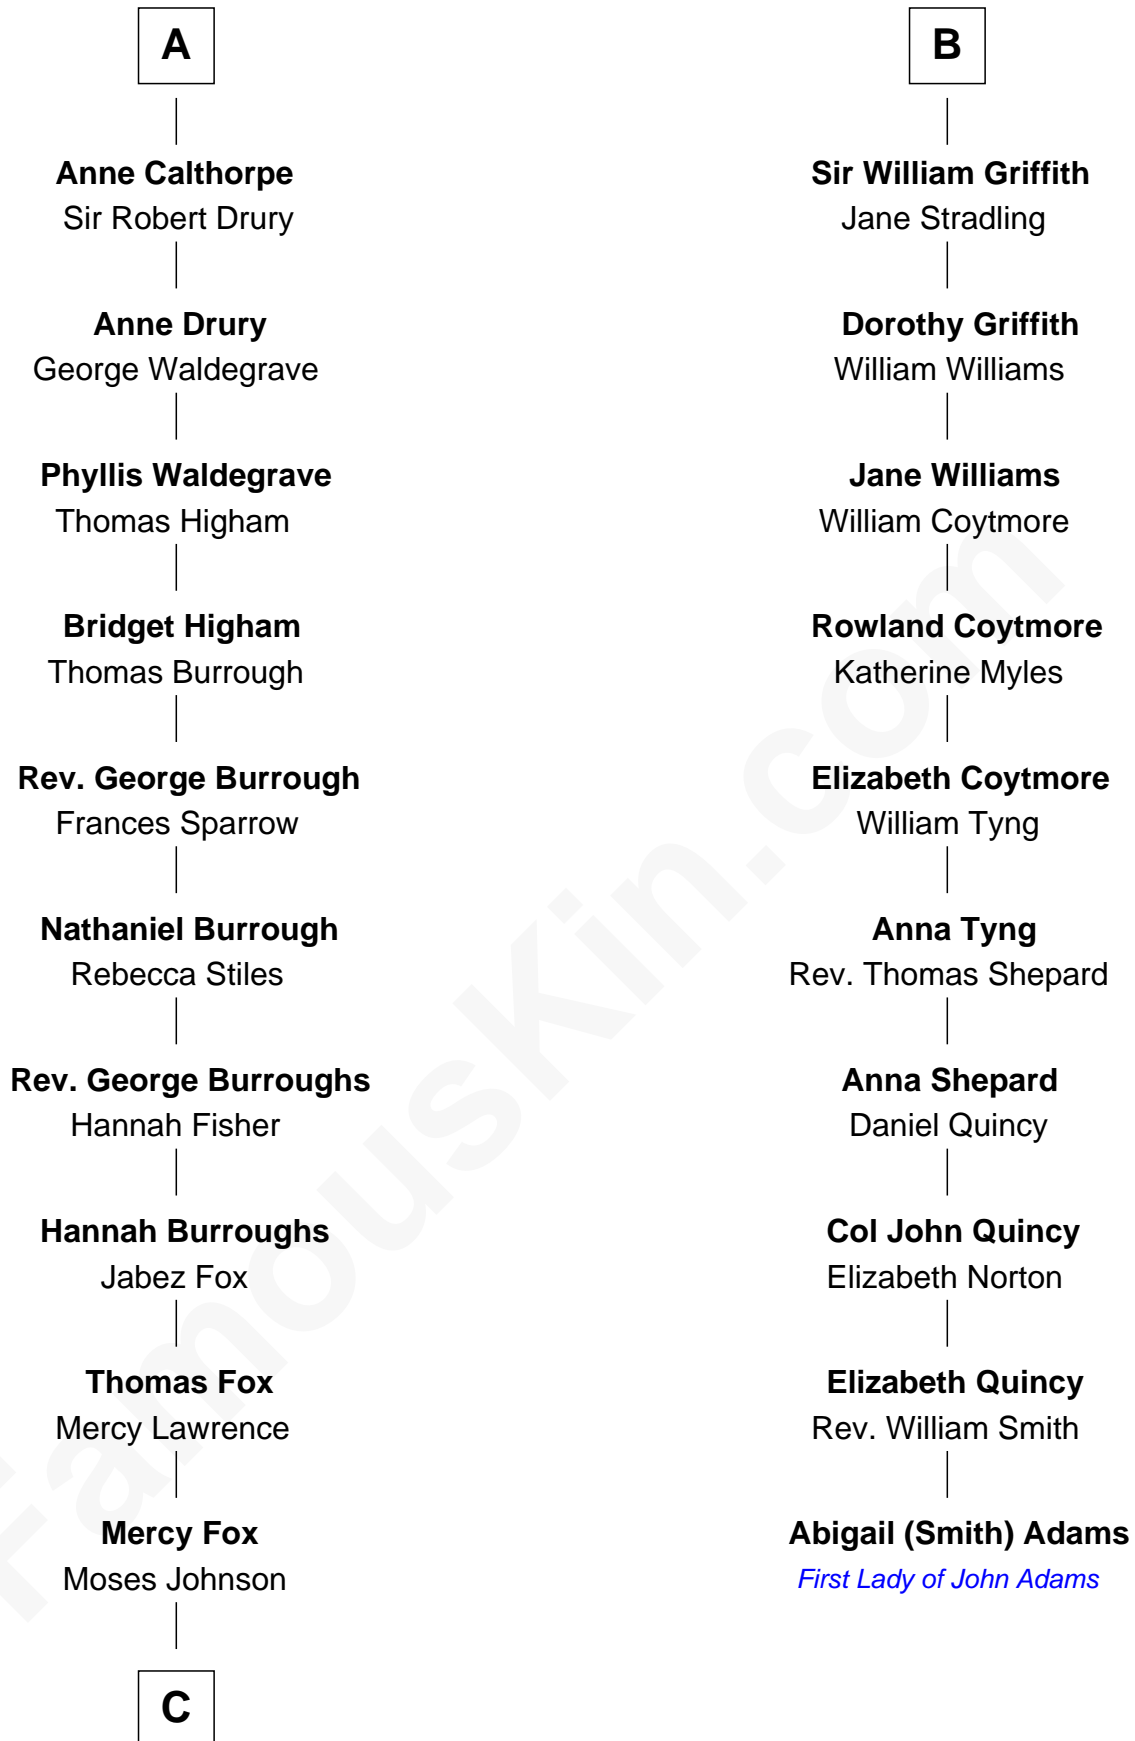 A
Anne Calthorpe
Sir Robert Drury
Anne Drury
George Waldegrave
Phyllis Waldegrave
Thomas Higham
Bridget Higham
Thomas Burrough
Rev. George Burrough
Frances Sparrow
Nathaniel Burrough
Rebecca Stiles
Rev. George Burroughs
Hannah Fisher
Hannah Burroughs
Jabez Fox
Thomas Fox
Mercy Lawrence
Mercy Fox
Moses Johnson
C
B
Sir William Griffith
Jane Stradling
Dorothy Griffith
William Williams
Jane Williams
William Coytmore
Rowland Coytmore
Katherine Myles
Elizabeth Coytmore
William Tyng
Anna Tyng
Rev. Thomas Shepard
Anna Shepard
Daniel Quincy
Col John Quincy
Elizabeth Norton
Elizabeth Quincy
Rev. William Smith
Abigail (Smith) Adams
First Lady of John Adams
FamousKin.com